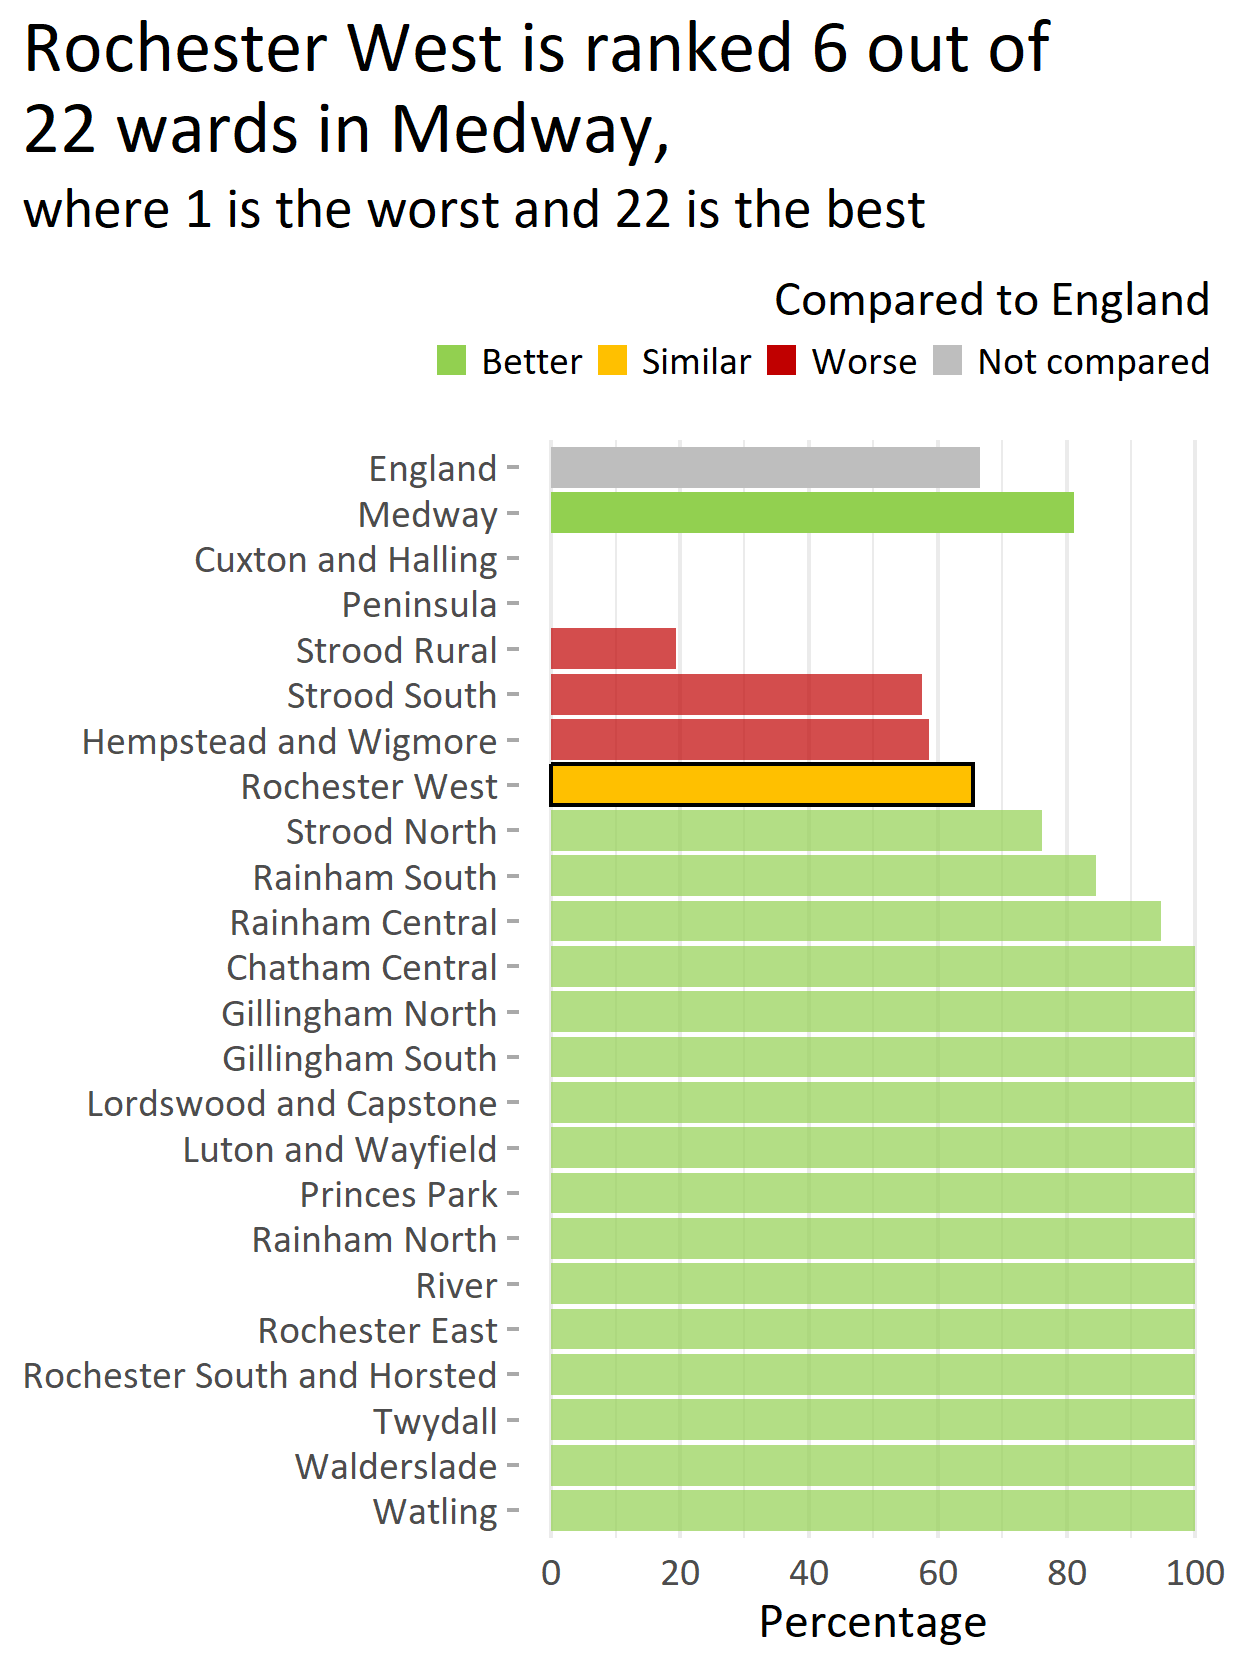 Rochester West is ranked 6 out of
22 wards in Medway,
where 1 is the worst and 22 is the best
Compared to England
Better Similar Worse Not compared
England
Medway
Cuxton and Halling
Peninsula
Strood Rural
Strood South
Hempstead and Wigmore
Rochester West
Strood North
Rainham South
Rainham Central
Chatham Central
Gillingham North
Gillingham South
Lordswood and Capstone
Luton and Wayfield
Princes Park
Rainham North
River
Rochester East
Rochester South and Horsted
Twydall
Walderslade
Watling
0 20 40 60 80 100
Percentage